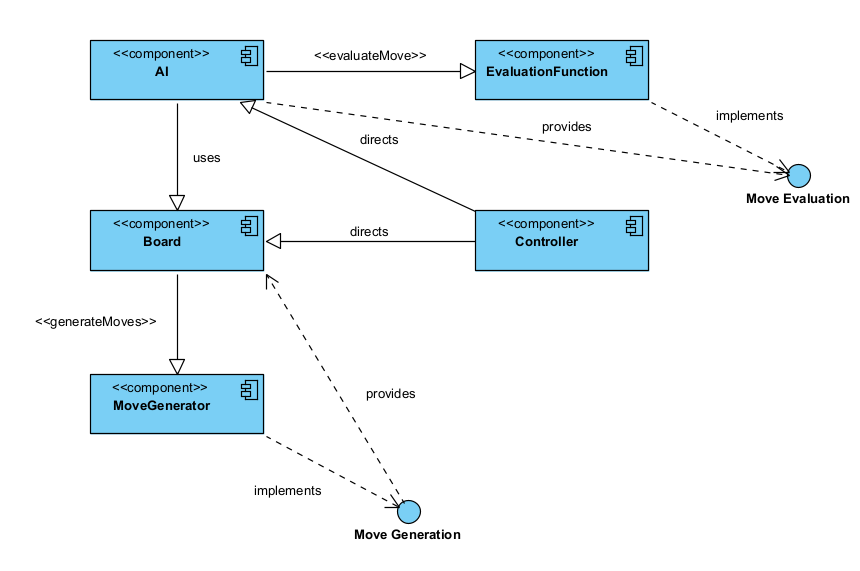 <<component>>
AI
<<evaluateMove>>
<<component>>
EvaluationFunction
implements
provides
directs
uses
Move Evaluation
<<component>>
Board
directs
<<component>>
Controller
<<generateMoves>>
<<component>>
MoveGenerator
provides
implements
Move Generation